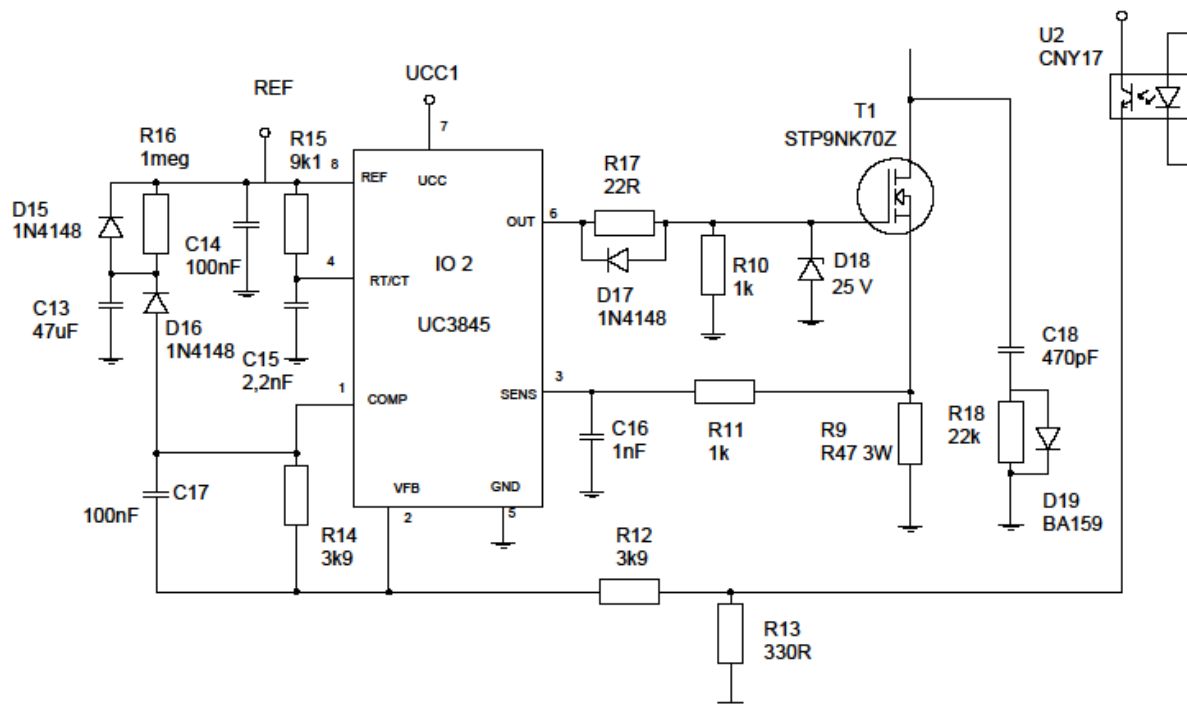 U2
CNY17
UCC1
REF
T1
STP9NK70Z
R16
1meg
R15
9k1
8
7
REF
UCC
R17
22R
D15
1N4148
6
OUT
C14
100nF
4
RT/CT
IO 2
R10
1k
D18
25 V
C13
47uF
D16
1N4148
D17
1N4148
UC3845
C15
2,2nF
C18
470pF
1
COMP
3
SENS
C16
1nF
R11
1k
R9
R47 3W
R18
22k
C17
100nF
VFB
GND
2
5
D19
BA159
R14
3k9
R12
3k9
R13
330R